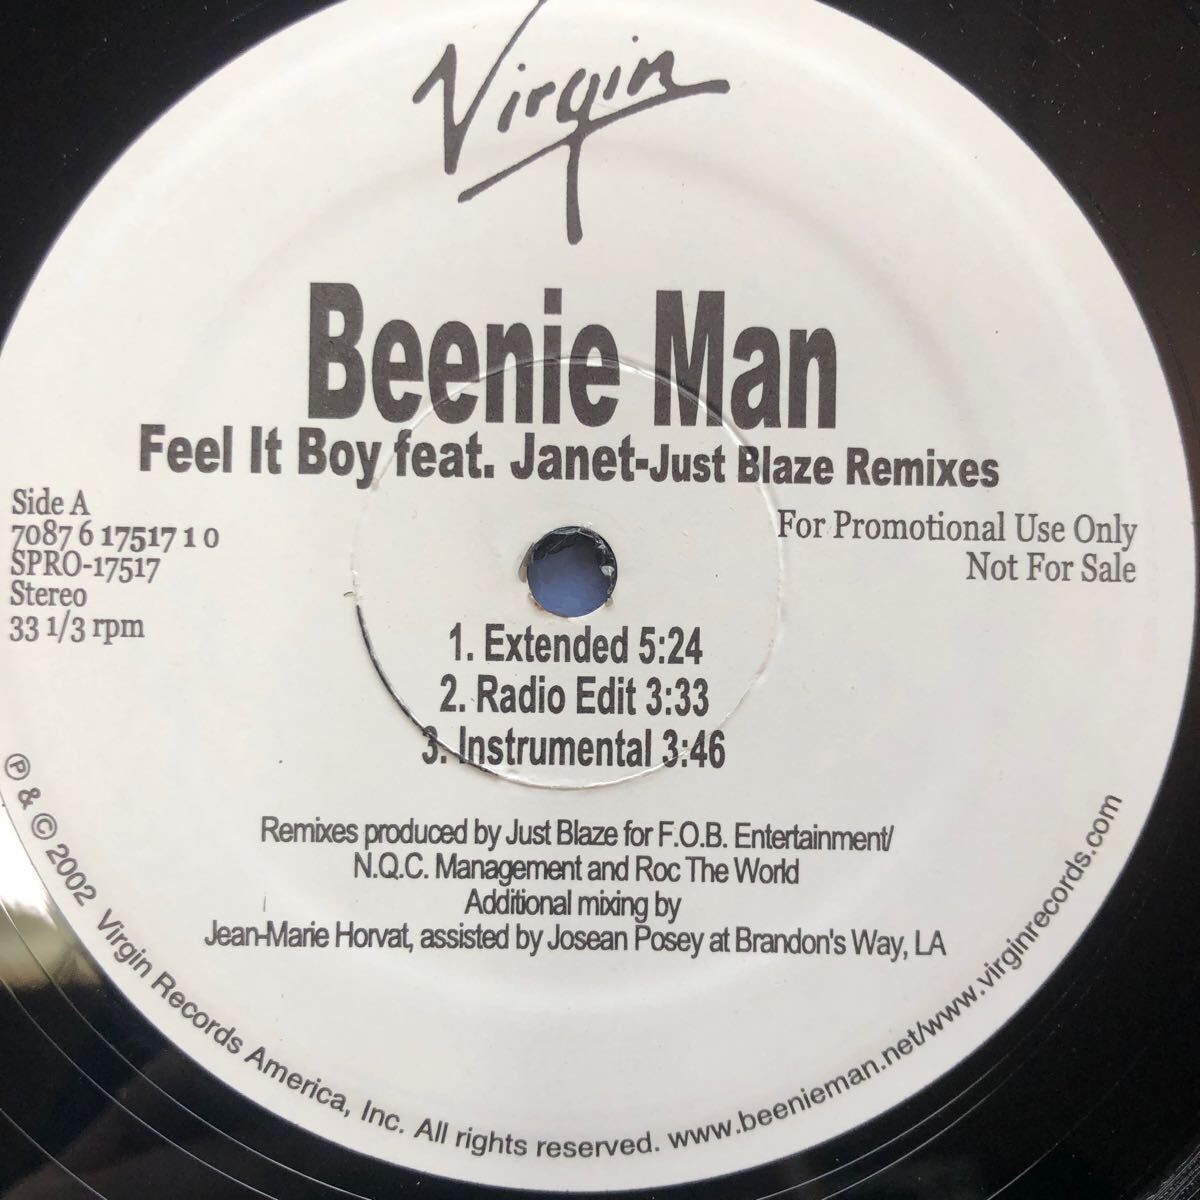 Virgin
Beenie Man
Feel It Boy feat. Janet-Just Blaze Remixes
Side A
7087 6 17517 1 0
SPRO-17517
Stereo
33 1/3 rpm
For Promotional Use Only
Not For Sale
1. Extended 5:24
2. Radio Edit 3:33
3. Instrumental 3:46
Remixes produced by Just Blaze for F.O.B. Entertainment/
N.Q.C. Management and Roc The World
Additional mixing by
Jean-Marie Horvat, assisted by Josean Posey at Brandon's Way, LA
℗ & © 2002 Virgin Records America, Inc. All rights reserved. www.beenieman.net/www.virginrecords.com